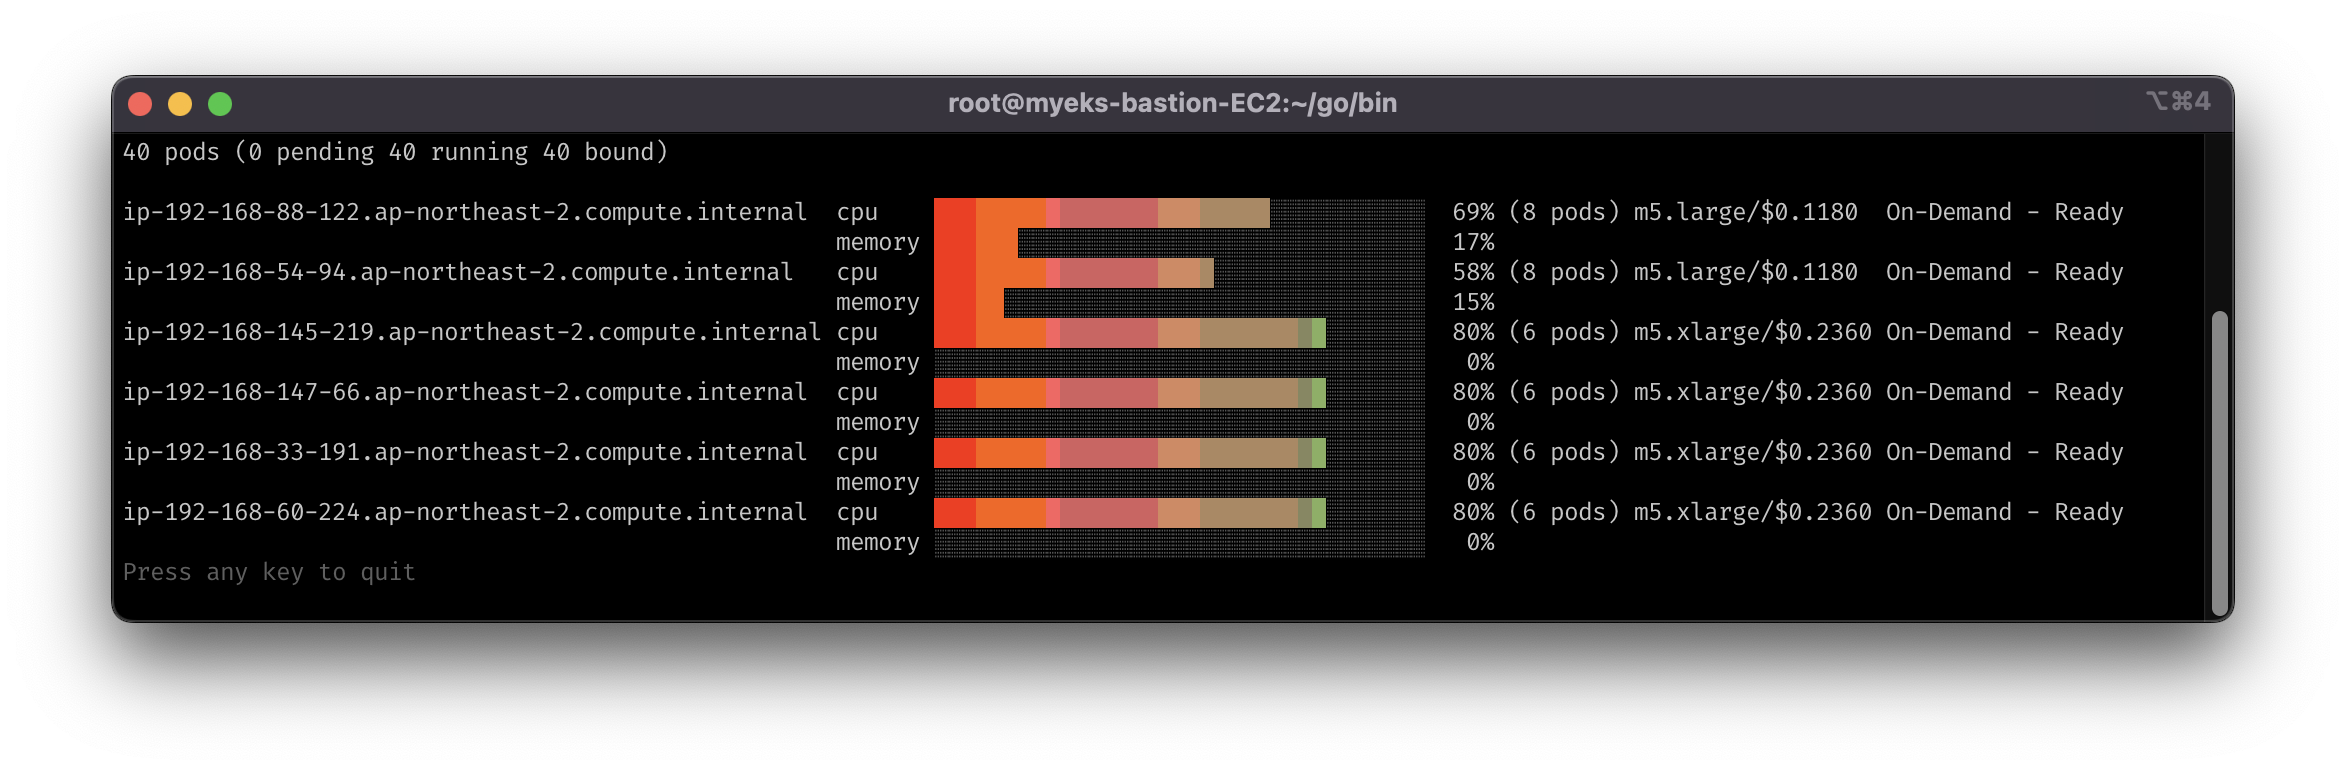 root@myeks-bastion-EC2:~/go/bin ⌥⌘4
40 pods (0 pending 40 running 40 bound)
ip-192-168-88-122.ap-northeast-2.compute.internal cpu 69% (8 pods) m5.large/$0.1180 On-Demand - Ready
memory 17%
ip-192-168-54-94.ap-northeast-2.compute.internal cpu 58% (8 pods) m5.large/$0.1180 On-Demand - Ready
memory 15%
ip-192-168-145-219.ap-northeast-2.compute.internal cpu 80% (6 pods) m5.xlarge/$0.2360 On-Demand - Ready
memory 0%
ip-192-168-147-66.ap-northeast-2.compute.internal cpu 80% (6 pods) m5.xlarge/$0.2360 On-Demand - Ready
memory 0%
ip-192-168-33-191.ap-northeast-2.compute.internal cpu 80% (6 pods) m5.xlarge/$0.2360 On-Demand - Ready
memory 0%
ip-192-168-60-224.ap-northeast-2.compute.internal cpu 80% (6 pods) m5.xlarge/$0.2360 On-Demand - Ready
memory 0%
Press any key to quit